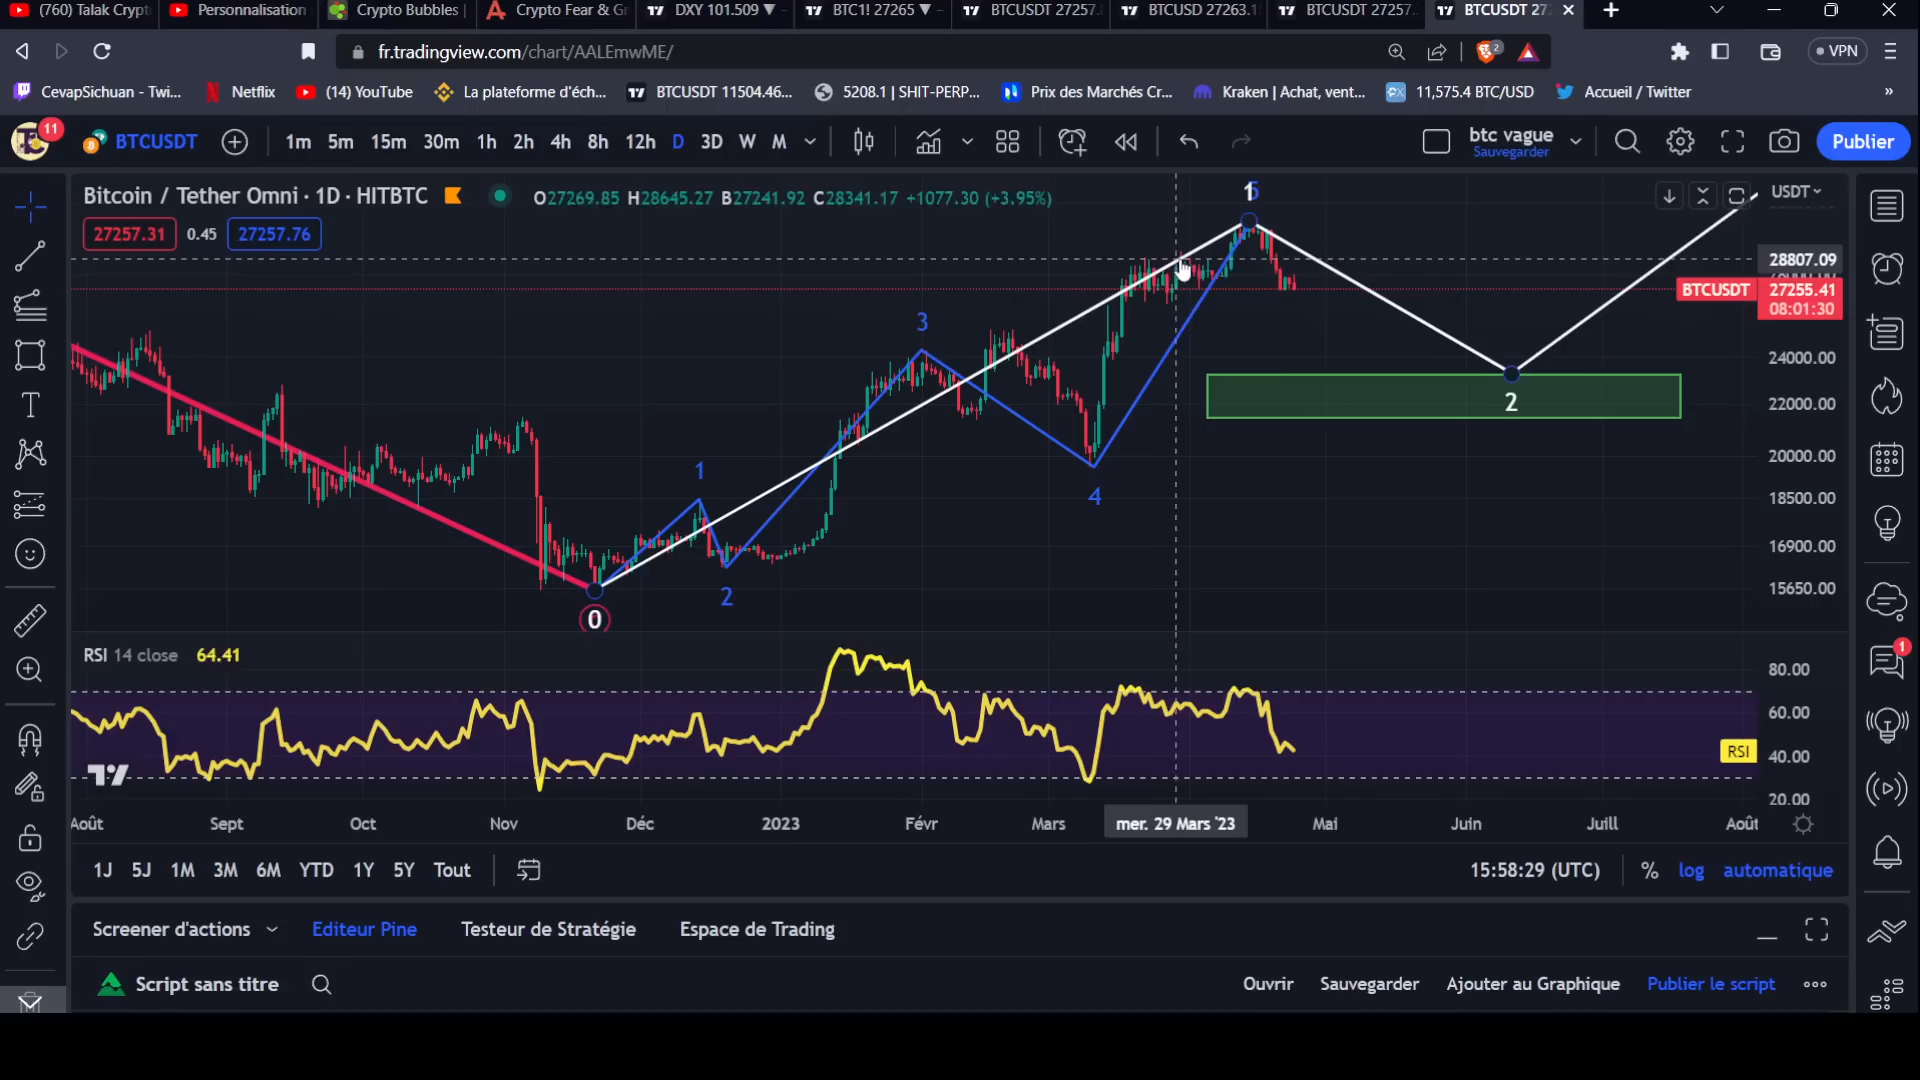 (760) Talak Crypt
Personnalisation
Crypto Bubbles |
Crypto Fear & Gr
DXY 101.509 ▼
BTC1! 27265 ▼
BTCUSDT 27257.
BTCUSD 27263.1
BTCUSDT 27257.
BTCUSDT 27
fr.tradingview.com/chart/AALEmwME/
2
VPN
CevapSichuan - Twi...
Netflix
(14) YouTube
La plateforme d'éch...
BTCUSDT 11504.46...
5208.1 | SHIT-PERP...
Prix des Marchés Cr...
Kraken | Achat, vent...
11,575.4 BTC/USD
Accueil / Twitter
»
11
BTCUSDT
1m 5m 15m 30m 1h 2h 4h 8h 12h D 3D W M
btc vague
Sauvegarder
Publier
Bitcoin / Tether Omni · 1D · HITBTC
O27269.85 H28645.27 B27241.92 C28341.17 +1077.30 (+3.95%)
27257.31 0.45 27257.76
USDT
1
5
28807.09
BTCUSDT 27255.41
08:01:30
3
24000.00
2
22000.00
20000.00
1
4
18500.00
16900.00
2
15650.00
0
RSI 14 close 64.41
80.00
60.00
RSI
40.00
20.00
Août Sept Oct Nov Déc 2023 Févr Mars mer. 29 Mars '23 Mai Juin Juill Août
1J 5J 1M 3M 6M YTD 1Y 5Y Tout
15:58:29 (UTC) % log automatique
Screener d'actions Editeur Pine Testeur de Stratégie Espace de Trading
Script sans titre
Ouvrir Sauvegarder Ajouter au Graphique Publier le script
1